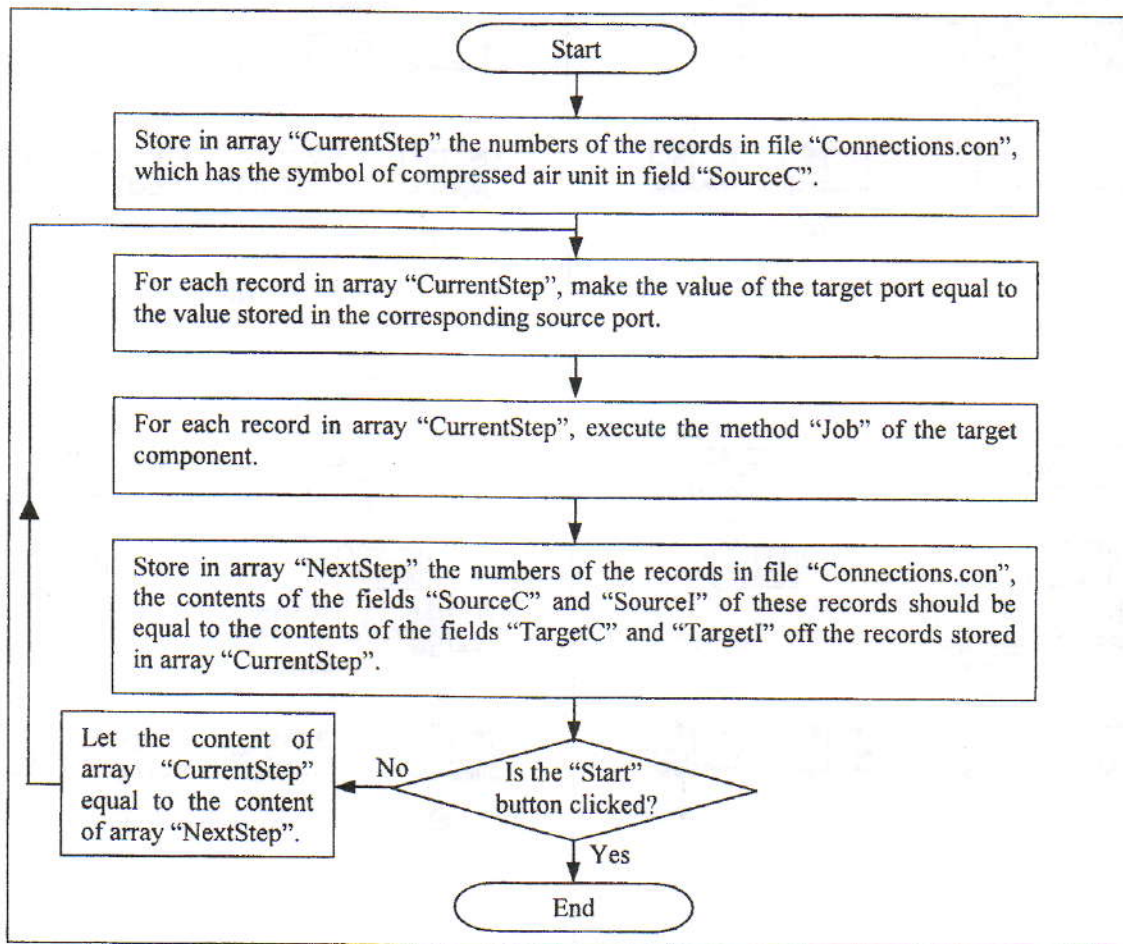 Start
Store in array “CurrentStep” the numbers of the records in file “Connections.con”,
which has the symbol of compressed air unit in field “SourceC”.
For each record in array “CurrentStep”, make the value of the target port equal to
the value stored in the corresponding source port.
For each record in array “CurrentStep”, execute the method “Job” of the target
component.
Store in array “NextStep” the numbers of the records in file “Connections.con”,
the contents of the fields “SourceC” and “SourceI” of these records should be
equal to the contents of the fields “TargetC” and “TargetI” off the records stored
in array “CurrentStep”.
Let the content of
array “CurrentStep”
equal to the content
of array “NextStep”.
No
Is the “Start”
button clicked?
Yes
End